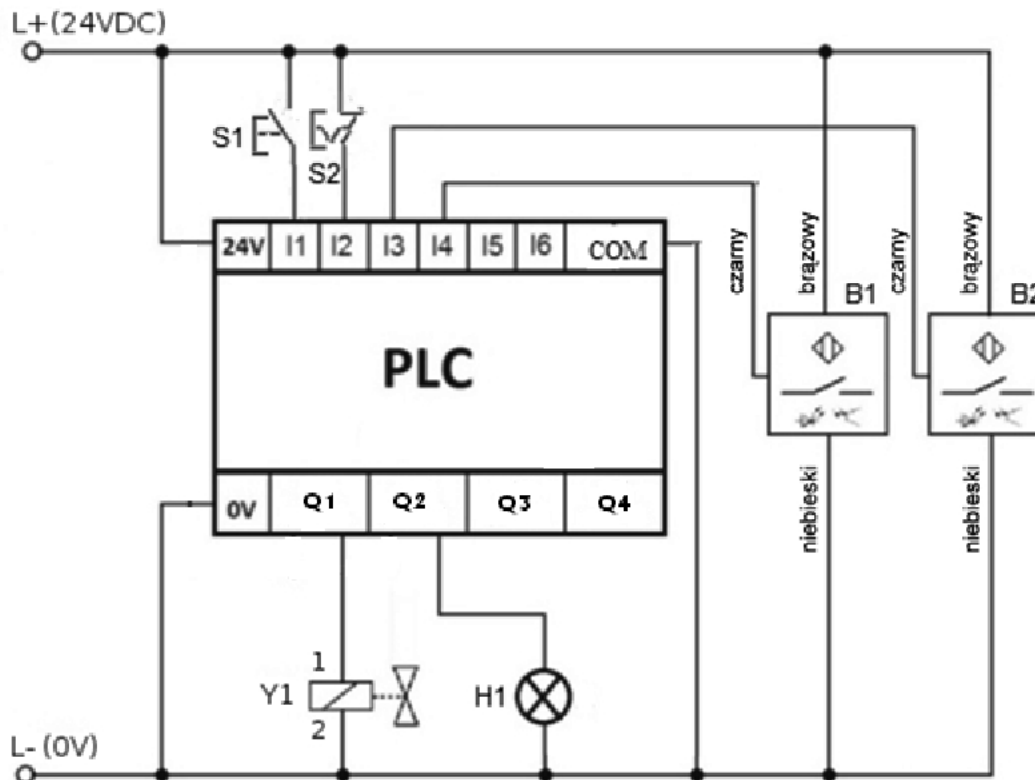 L+(24VDC)
S1
S2
24V I1 I2 I3 I4 I5 I6 COM
czarny
brązowy
czarny
brązowy
B1
B2
PLC
0V Q1 Q2 Q3 Q4
niebieski
niebieski
1
Y1
2
H1
L- (0V)